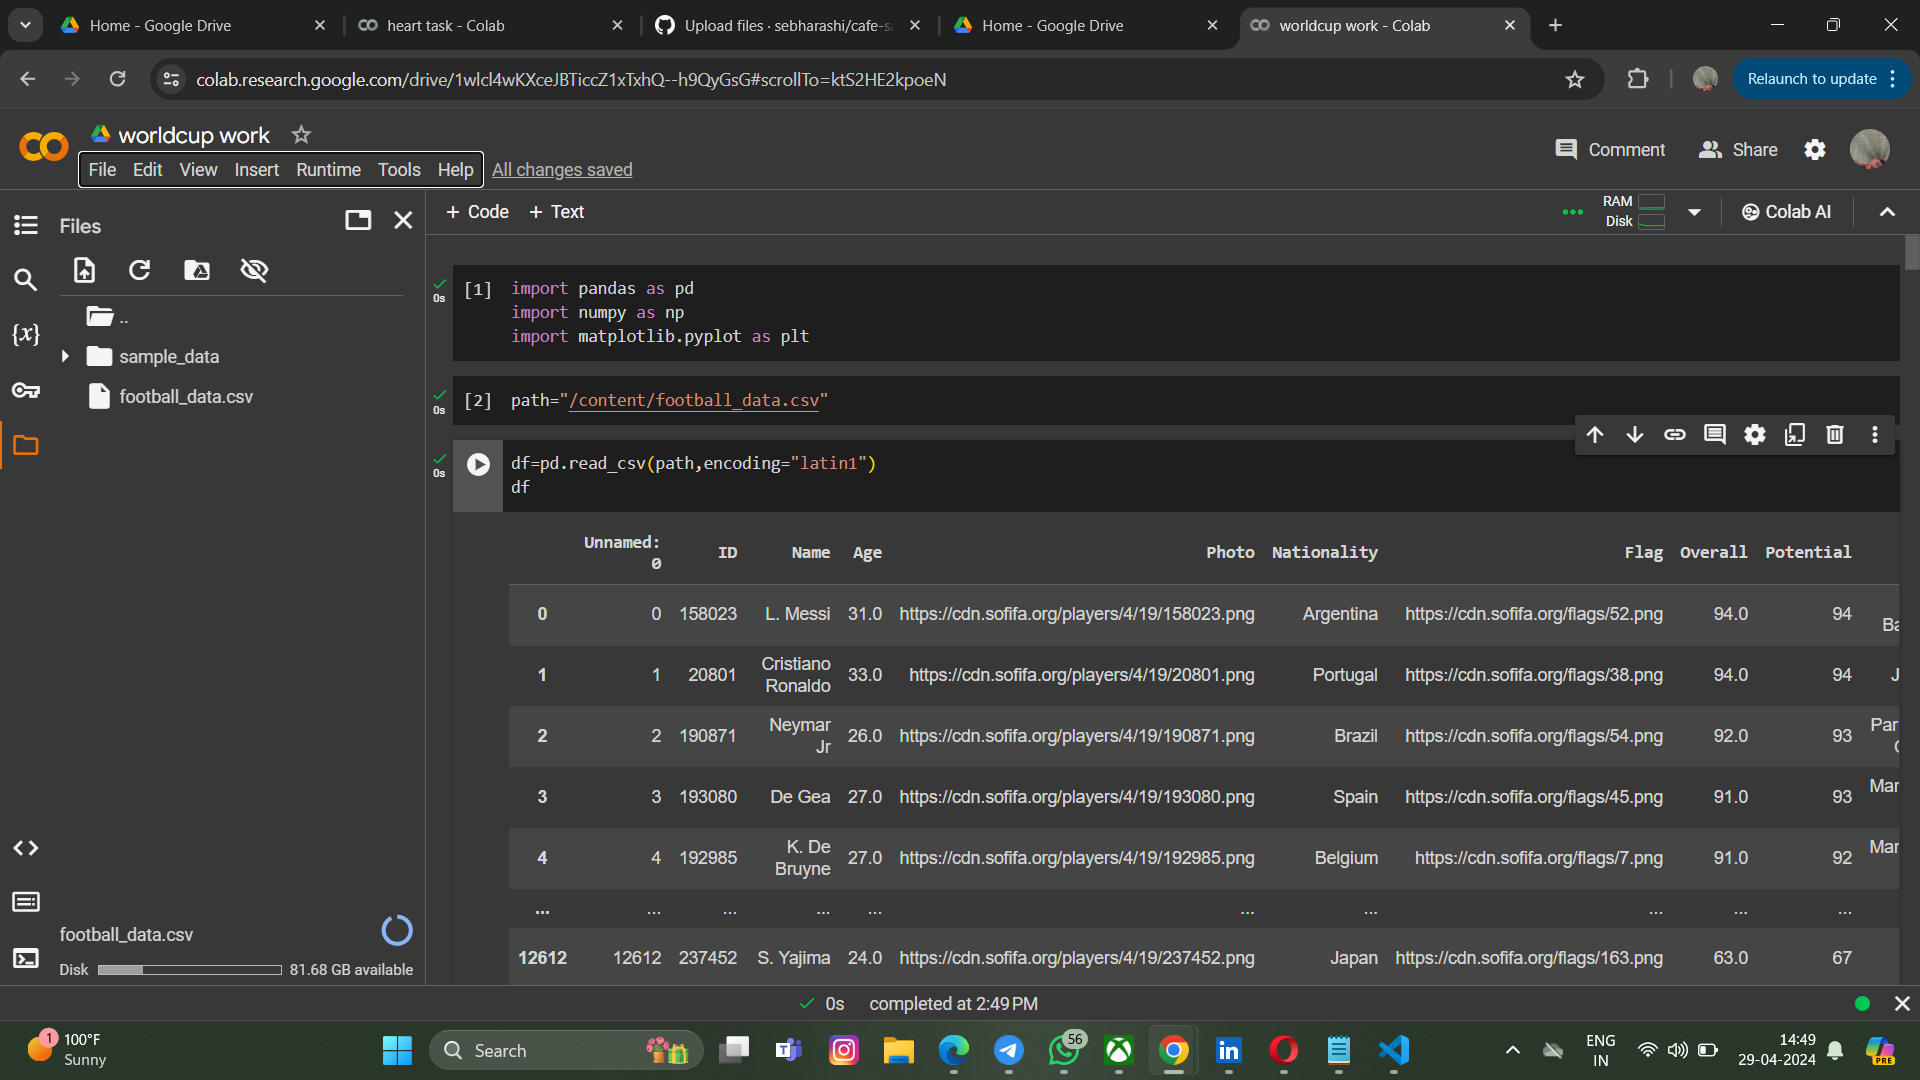 Home - Google Drive
heart task - Colab
Upload files · sebharashi/cafe-sa
Home - Google Drive
worldcup work - Colab
colab.research.google.com/drive/1wlcl4wKXceJBTiccZ1xTxhQ--h9QyGsG#scrollTo=ktS2HE2kpoeN
Relaunch to update
worldcup work
Comment
Share
File Edit View Insert Runtime Tools Help All changes saved
Files
+ Code + Text
RAM
Disk
Colab AI
..
sample_data
football_data.csv
{x}
0s [1] import pandas as pd
import numpy as np
import matplotlib.pyplot as plt
0s [2] path="/content/football_data.csv"
0s df=pd.read_csv(path,encoding="latin1")
df
Unnamed: 0 ID Name Age Photo Nationality Flag Overall Potential
0 0 158023 L. Messi 31.0 https://cdn.sofifa.org/players/4/19/158023.png Argentina https://cdn.sofifa.org/flags/52.png 94.0 94 Ba
1 1 20801 Cristiano Ronaldo 33.0 https://cdn.sofifa.org/players/4/19/20801.png Portugal https://cdn.sofifa.org/flags/38.png 94.0 94 J
2 2 190871 Neymar Jr 26.0 https://cdn.sofifa.org/players/4/19/190871.png Brazil https://cdn.sofifa.org/flags/54.png 92.0 93 Par
3 3 193080 De Gea 27.0 https://cdn.sofifa.org/players/4/19/193080.png Spain https://cdn.sofifa.org/flags/45.png 91.0 93 Mar
4 4 192985 K. De Bruyne 27.0 https://cdn.sofifa.org/players/4/19/192985.png Belgium https://cdn.sofifa.org/flags/7.png 91.0 92 Mar
... ... ... ... ... ... ... ... ... ...
12612 12612 237452 S. Yajima 24.0 https://cdn.sofifa.org/players/4/19/237452.png Japan https://cdn.sofifa.org/flags/163.png 63.0 67
football_data.csv
Disk 81.68 GB available
0s completed at 2:49 PM
1
100°F
Sunny
Search
56
ENG
IN
14:49
29-04-2024
PRE